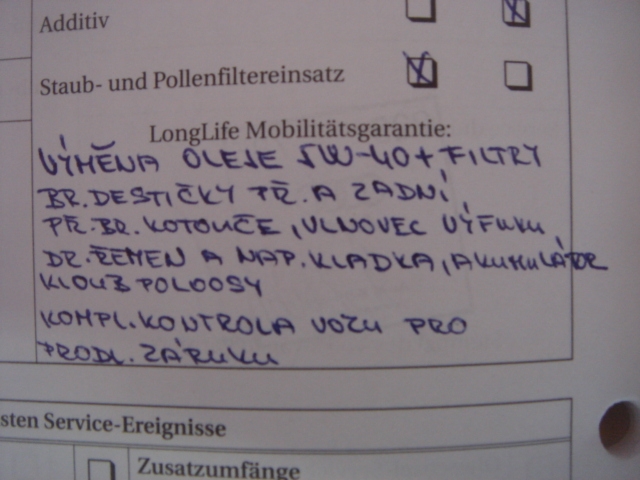 Additiv
Staub- und Pollenfiltereinsatz
LongLife Mobilitätsgarantie:
VÝMĚNA OLEJE 5W-40+FILTRY
BR.DESTIČKY PŘ. A ZADNÍ
PŘ.BR.KOTOUČE, VLNOVEC VÝFUKU
DR.ŘEMEN A NAP.KLADKA, AKUMULÁTOR
KLOUB POLOOSY
KOMPL.KONTROLA VOZU PRO
PRODL.ZÁRUKU
sten Service-Ereignisse
Zusatzumfänge